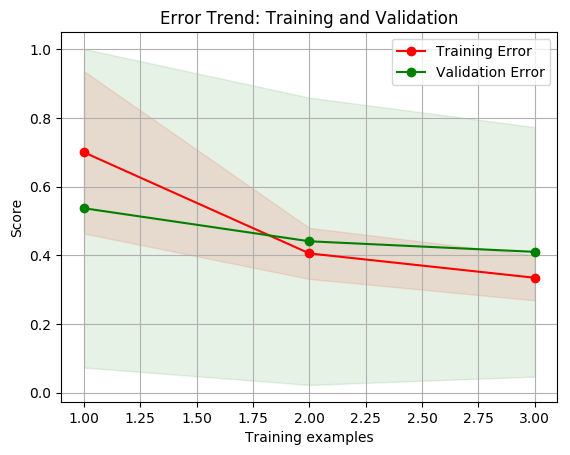 Error Trend: Training and Validation
Training Error
Validation Error
Score
1.0
0.8
0.6
0.4
0.2
0.0
1.00 1.25 1.50 1.75 2.00 2.25 2.50 2.75 3.00
Training examples